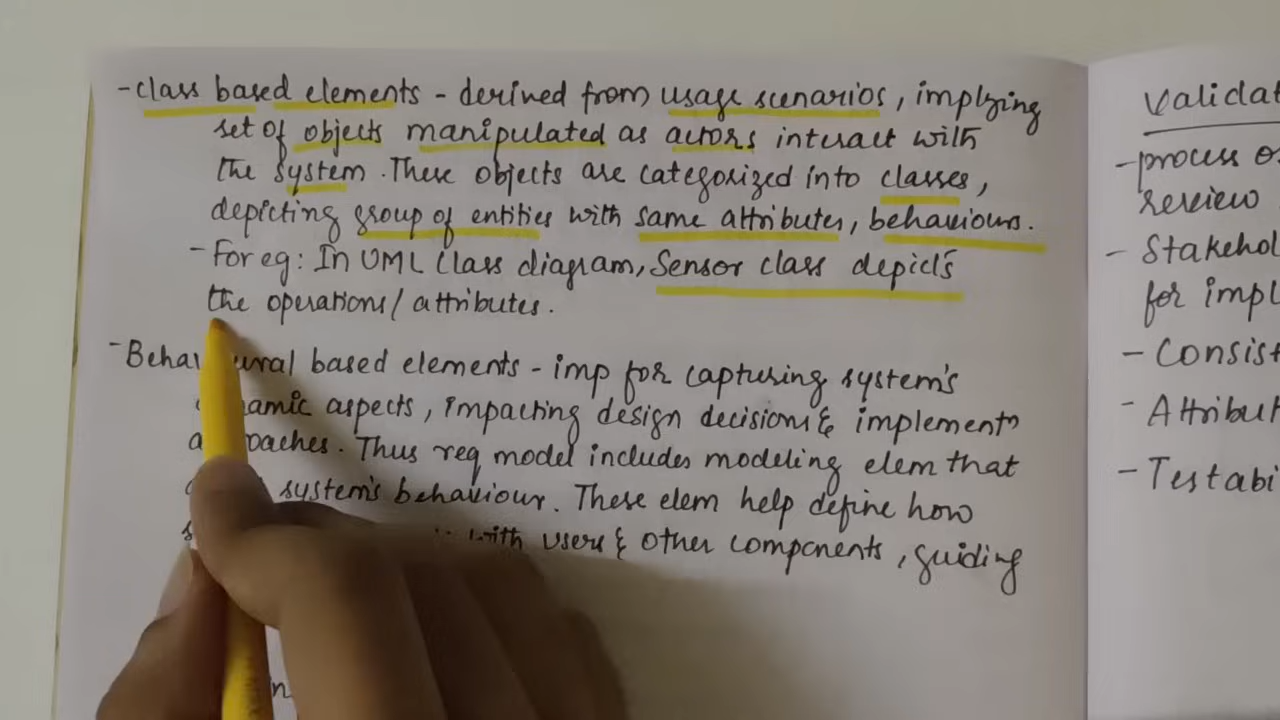 - class based elements - derived from usage scenarios, implying
set of objects manipulated as actors interact with
the system. These objects are categorized into classes,
depicting group of entities with same attributes, behaviours.
- For eg: In UML Class diagram, Sensor class depicts
the operations/ attributes.
- Behavioural based elements - imp for capturing system's
aspects, impacting design decisions & implementn
Thus req model includes modeling elem that
system's behaviour. These elem help define how
with users & other components, guiding
Validat
- process o
review
- Stakehol
for impl
- Consist
- Attribut
- Testabi